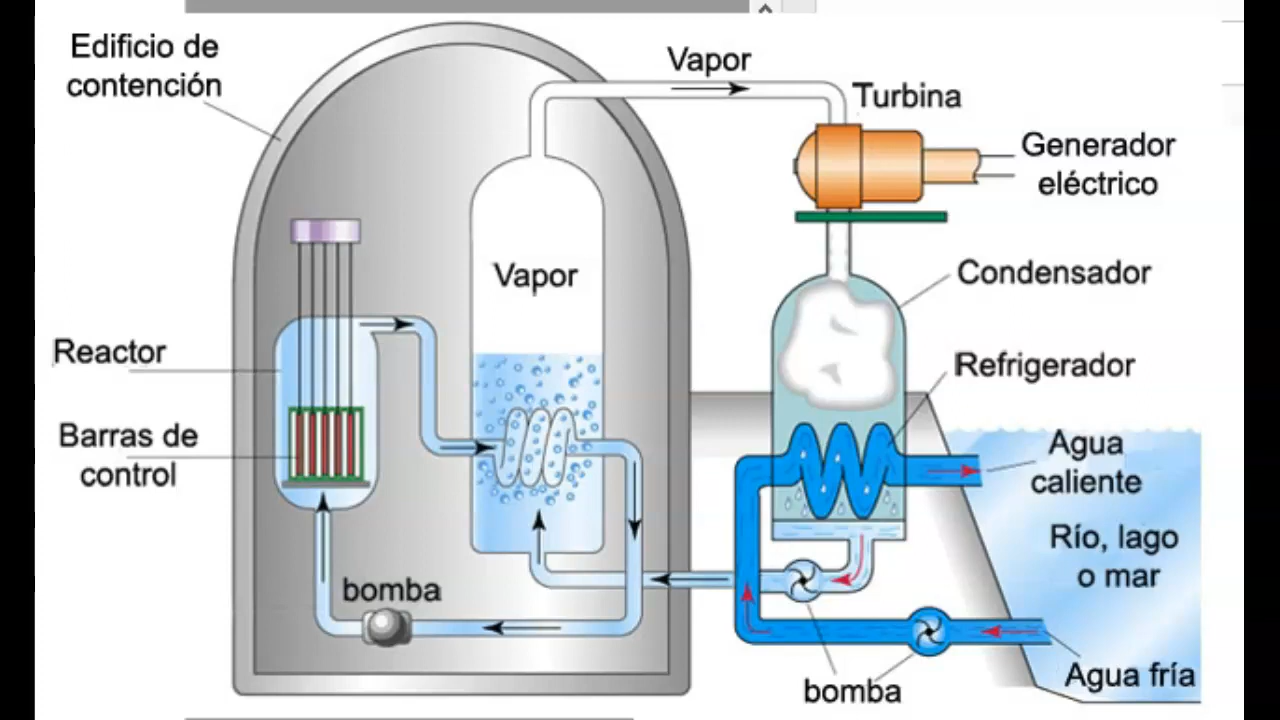 Edificio de
contención
Vapor
Turbina
Generador
eléctrico
Vapor
Condensador
Reactor
Refrigerador
Barras de
control
Agua
caliente
Río, lago
o mar
bomba
Agua fría
bomba